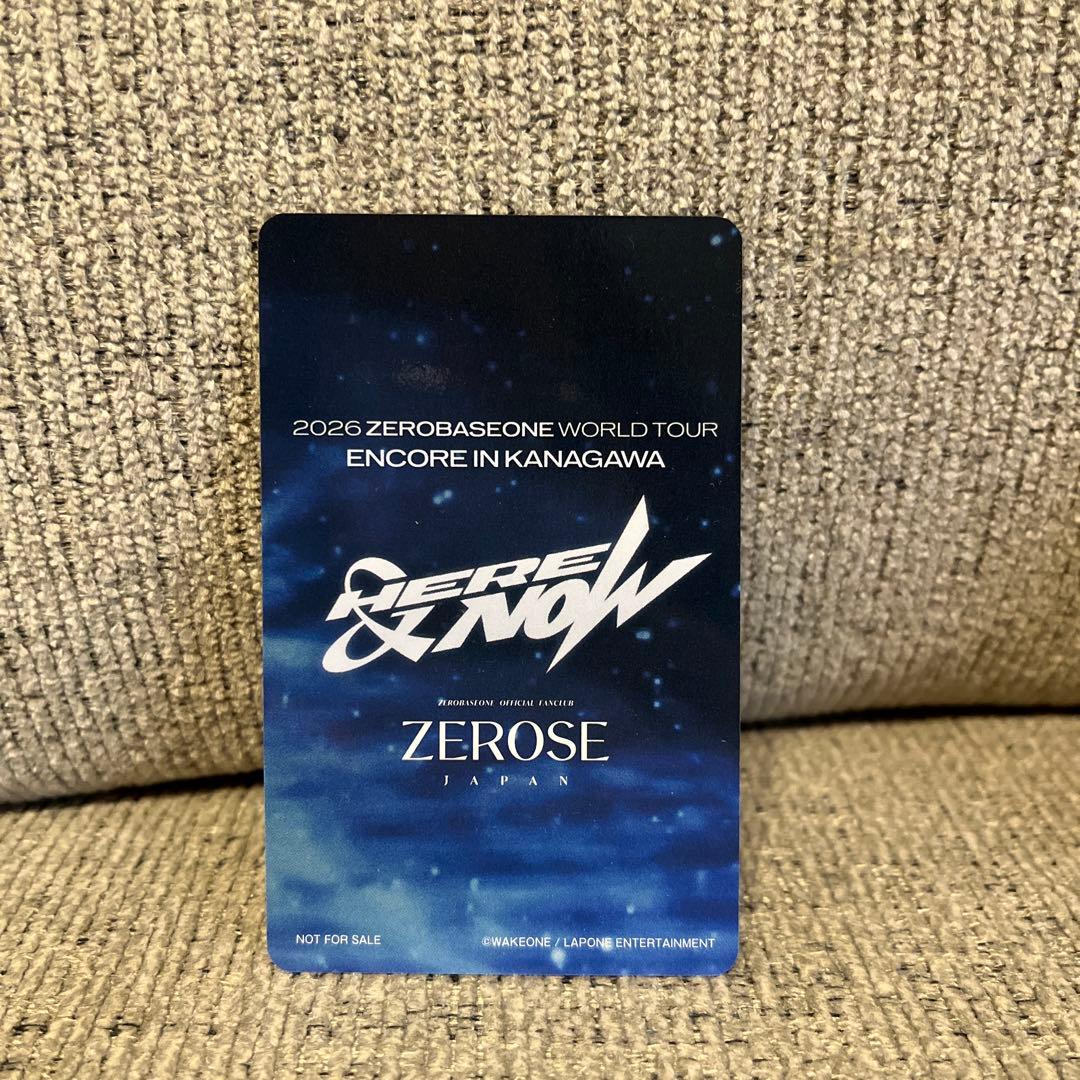 2026 ZEROBASEONE WORLD TOUR
ENCORE IN KANAGAWA
HERE
& NOW
ZEROBASEONE OFFICIAL FANCLUB
ZEROSE
JAPAN
NOT FOR SALE
©WAKEONE / LAPONE ENTERTAINMENT